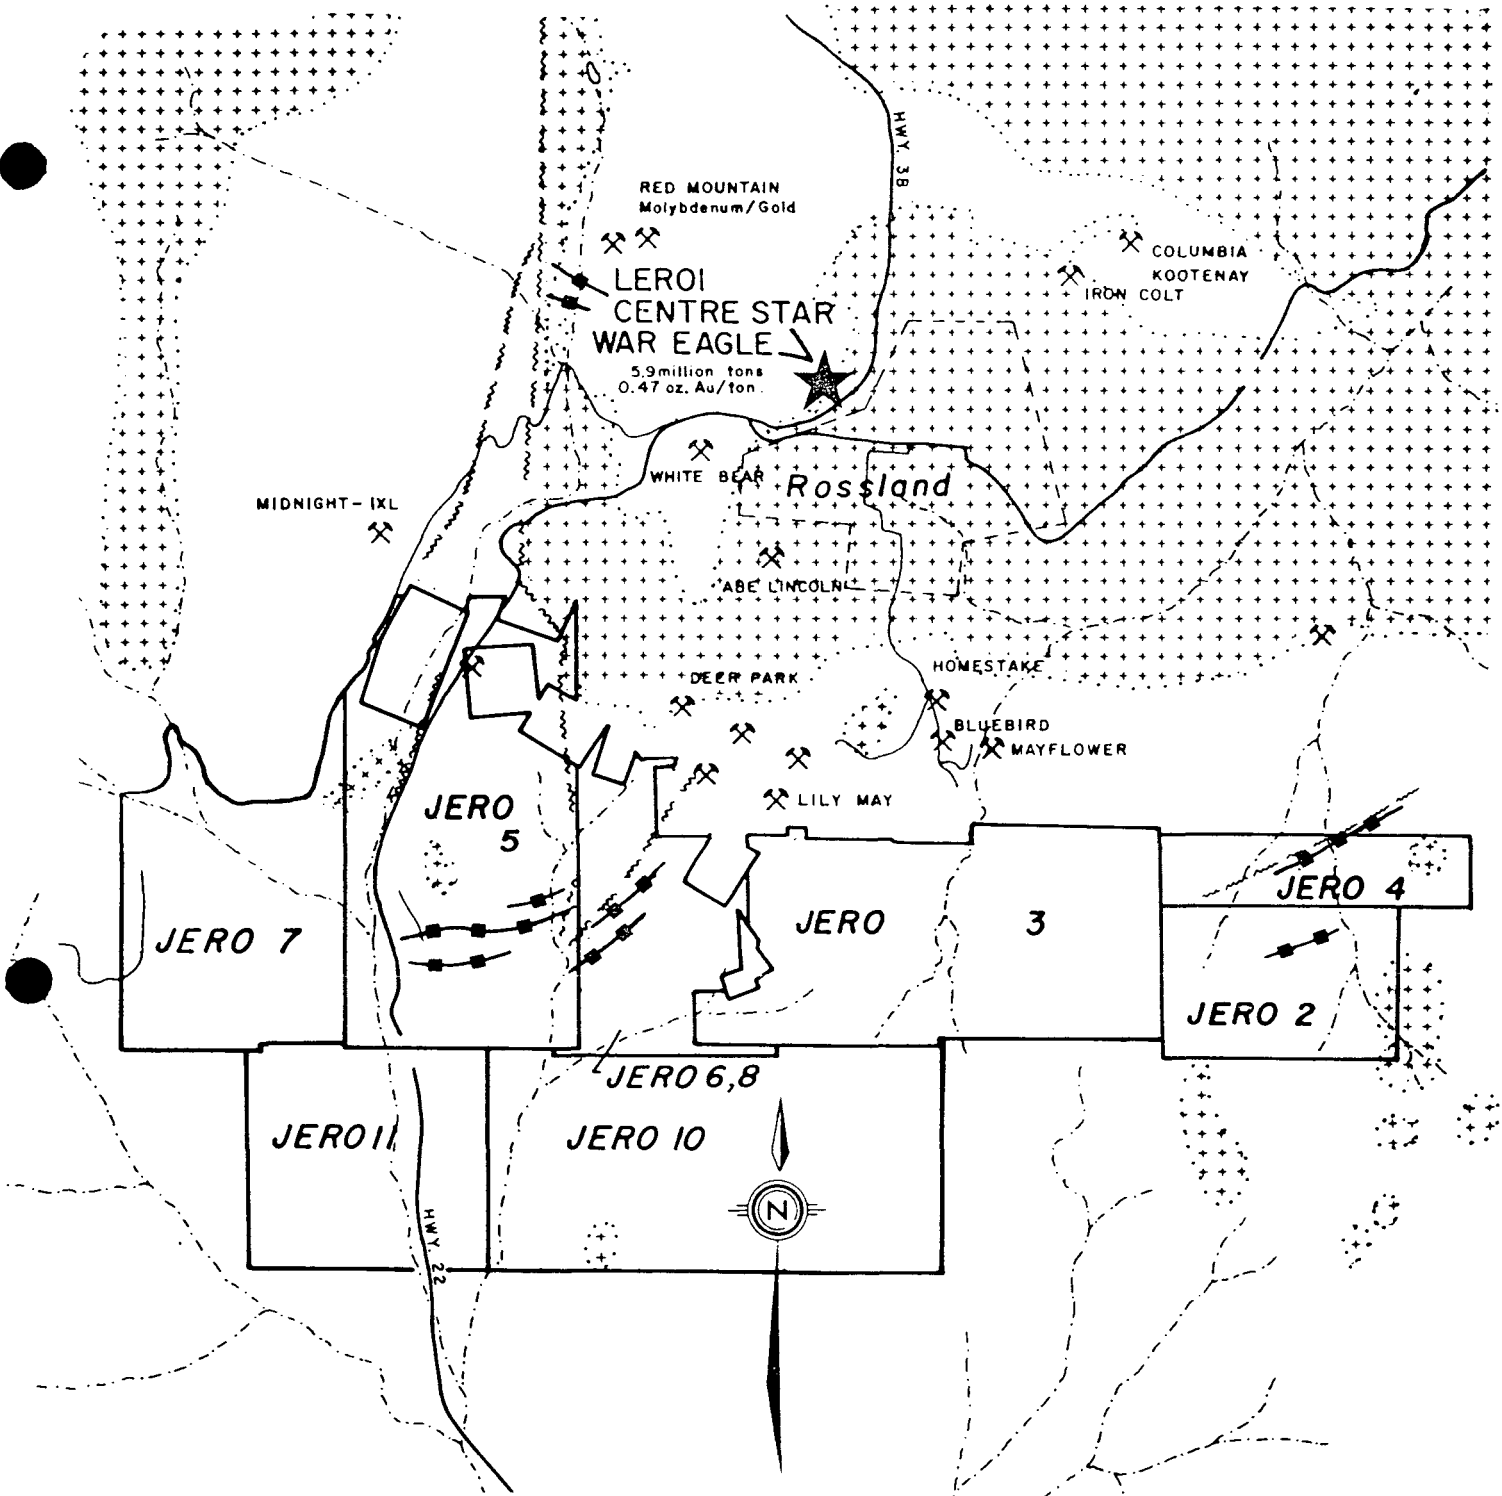 HWY. 3B
RED MOUNTAIN
Molybdenum/Gold
COLUMBIA
KOOTENAY
IRON COLT
LEROI
CENTRE STAR
WAR EAGLE
5.9 million tons
0.47 oz. Au/ton.
WHITE BEAR
Rossland
MIDNIGHT-IXL
ABE LINCOLN
HOMESTAKE
DEER PARK
BLUEBIRD
MAYFLOWER
LILY MAY
JERO
5
JERO 4
JERO 7
JERO 3
JERO 2
JERO 6,8
JERO 11
JERO 10
N
HWY. 22